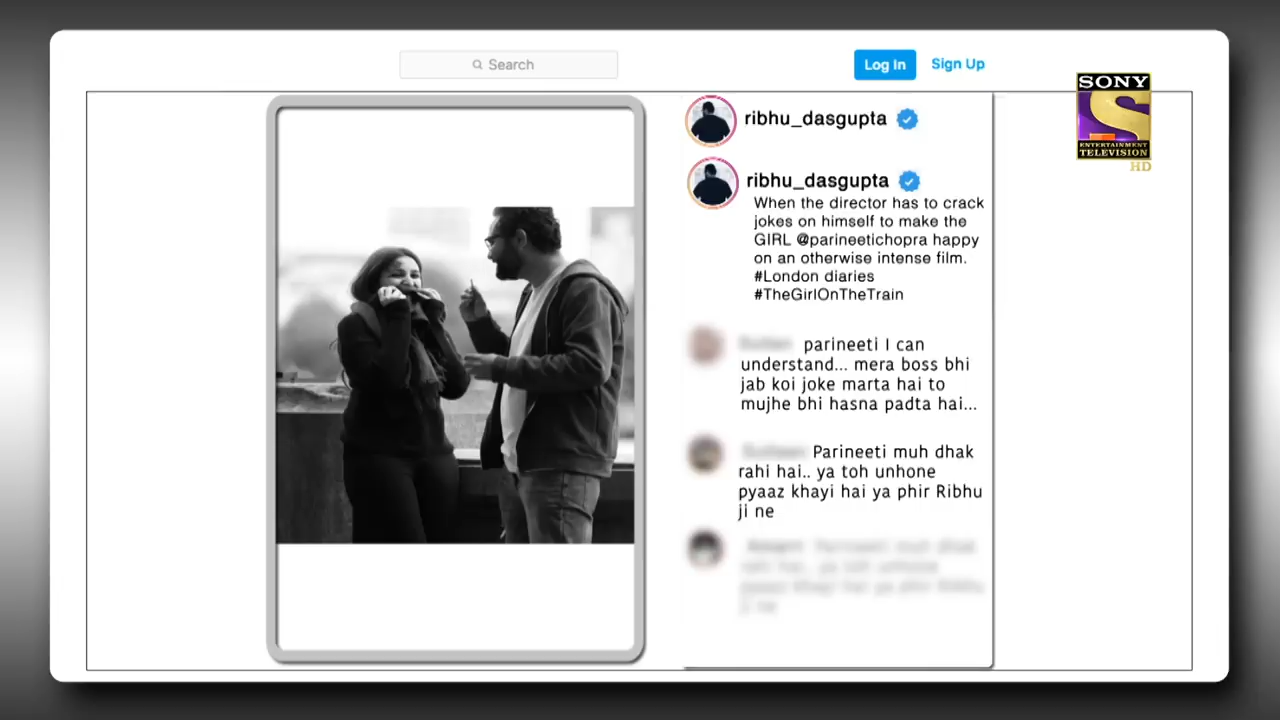 Search
Log In
Sign Up
SONY
ENTERTAINMENT
TELEVISION
HD
ribhu_dasgupta
ribhu_dasgupta
When the director has to crack
jokes on himself to make the
GIRL @parineetichopra happy
on an otherwise intense film.
#London diaries
#TheGirlOnTheTrain
parineeti I can
understand... mera boss bhi
jab koi joke marta hai to
mujhe bhi hasna padta hai...
Parineeti muh dhak
rahi hai.. ya toh unhone
pyaaz khayi hai ya phir Ribhu
ji ne